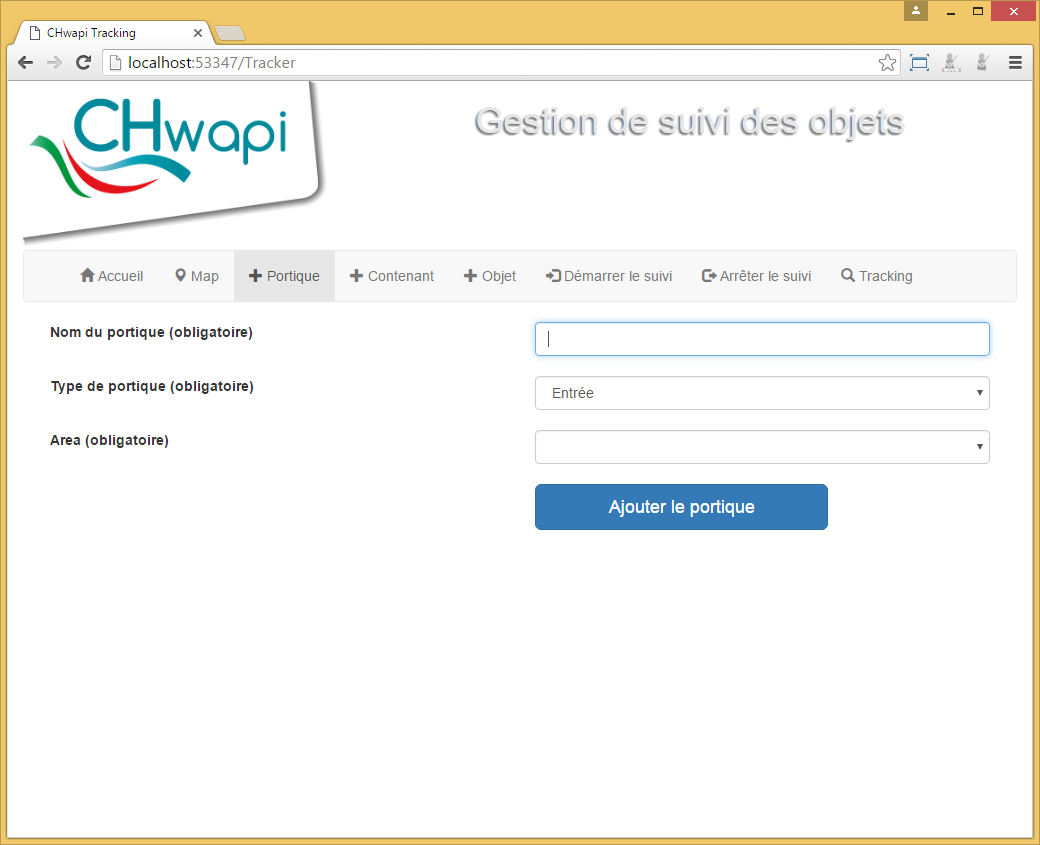 CHwapi Tracking
localhost:53347/Tracker
CHwapi
Gestion de suivi des objets
Accueil Map Portique Contenant Objet Démarrer le suivi Arrêter le suivi Tracking
Nom du portique (obligatoire)
Type de portique (obligatoire) Entrée
Area (obligatoire)
Ajouter le portique